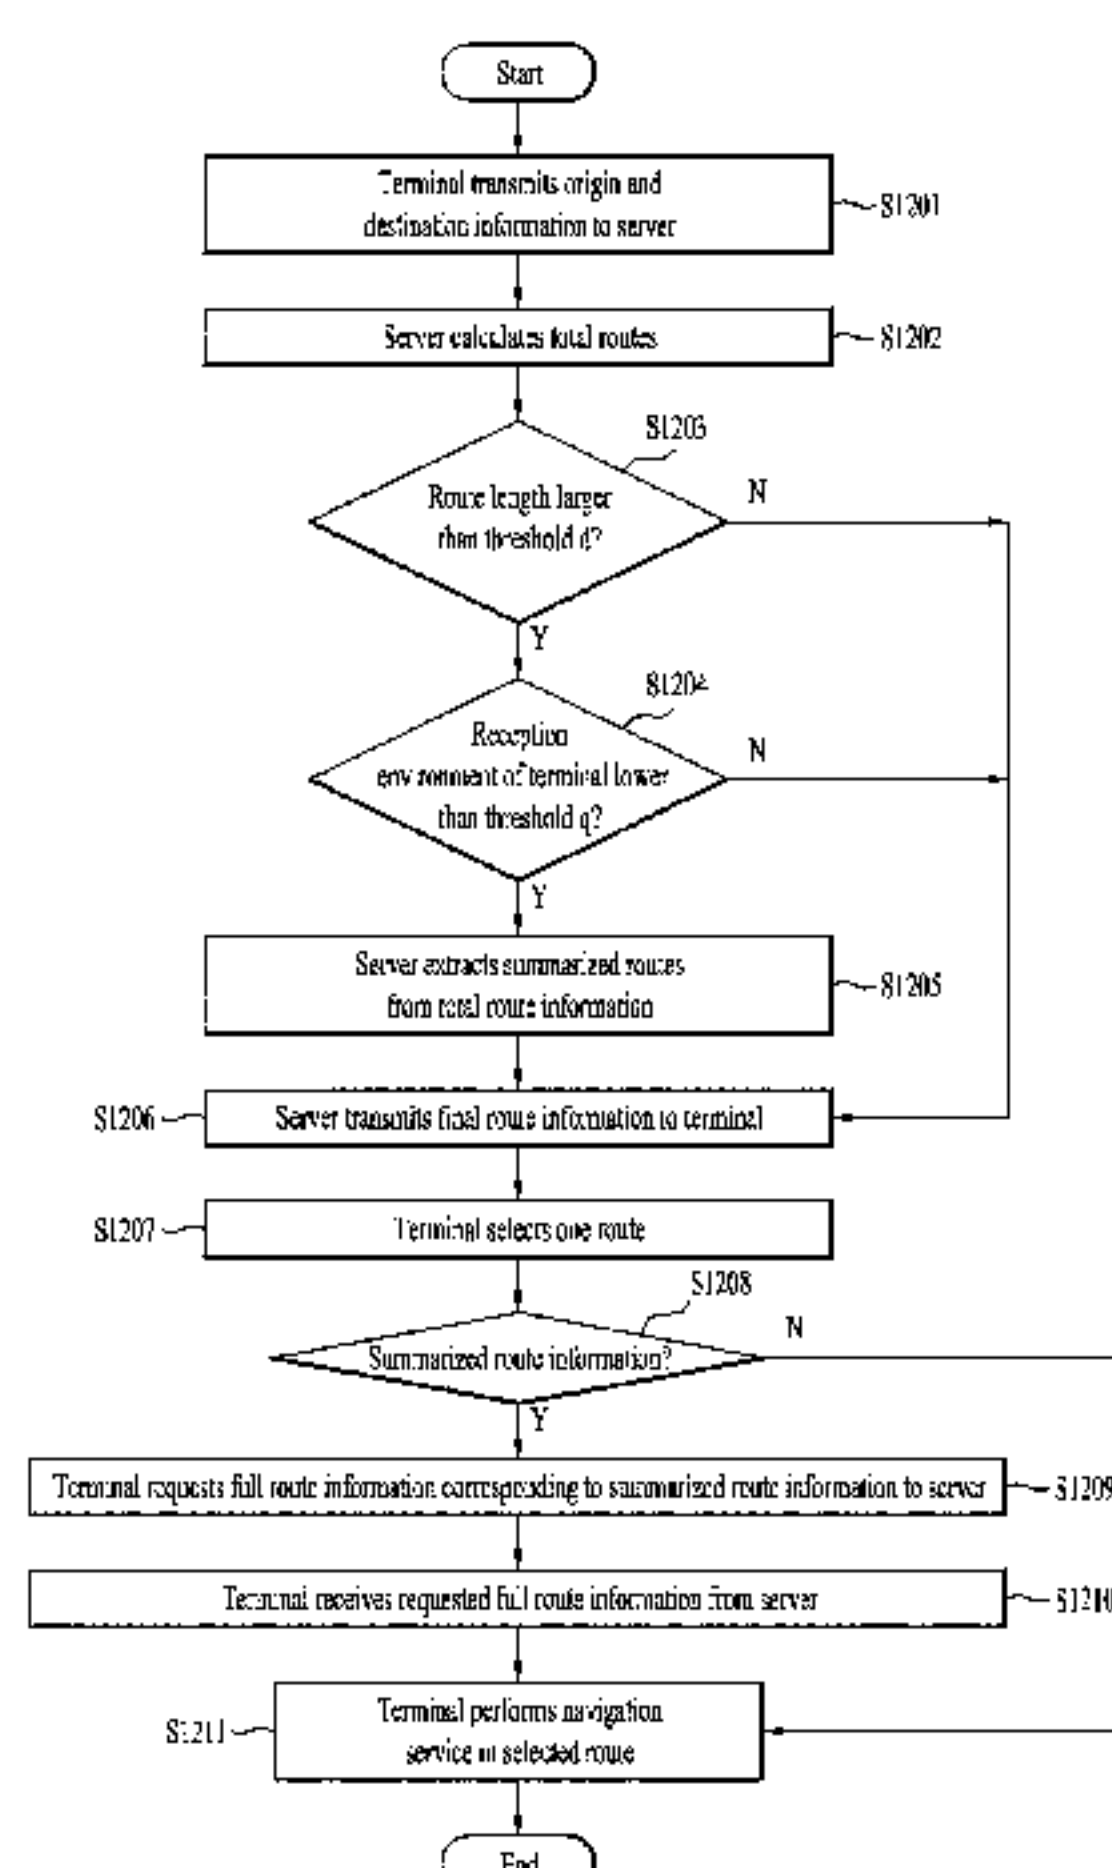 Start
Terminal transmits origin and
destination information to server
S1201
Server calculates total routes
S1202
S1203
Route length larger
than threshold d?
N
Y
S1204
Reception
environment of terminal lower
than threshold q?
N
Y
Server extracts summarized routes
from total route information
S1205
S1206
Server transmits final route information to terminal
S1207
Terminal selects one route
S1208
Summarized route information?
N
Y
Terminal requests full route information corresponding to summarized route information to server
S1209
Terminal receives requested full route information from server
S1210
S1211
Terminal performs navigation
service in selected route
End